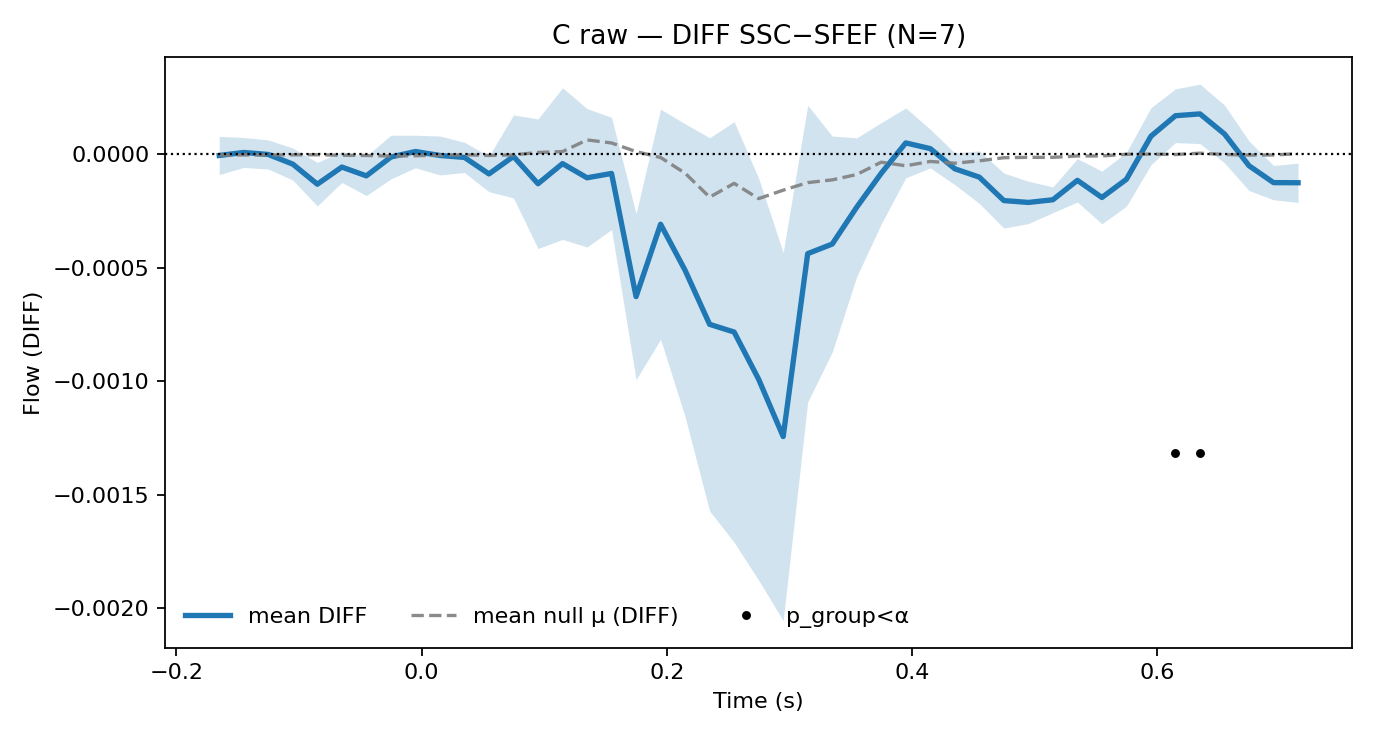 C raw — DIFF SSC−SFEF (N=7)
Flow (DIFF)
0.0000
−0.0005
−0.0010
−0.0015
−0.0020
mean DIFF
mean null μ (DIFF)
p_group<α
−0.2
0.0
0.2
0.4
0.6
Time (s)